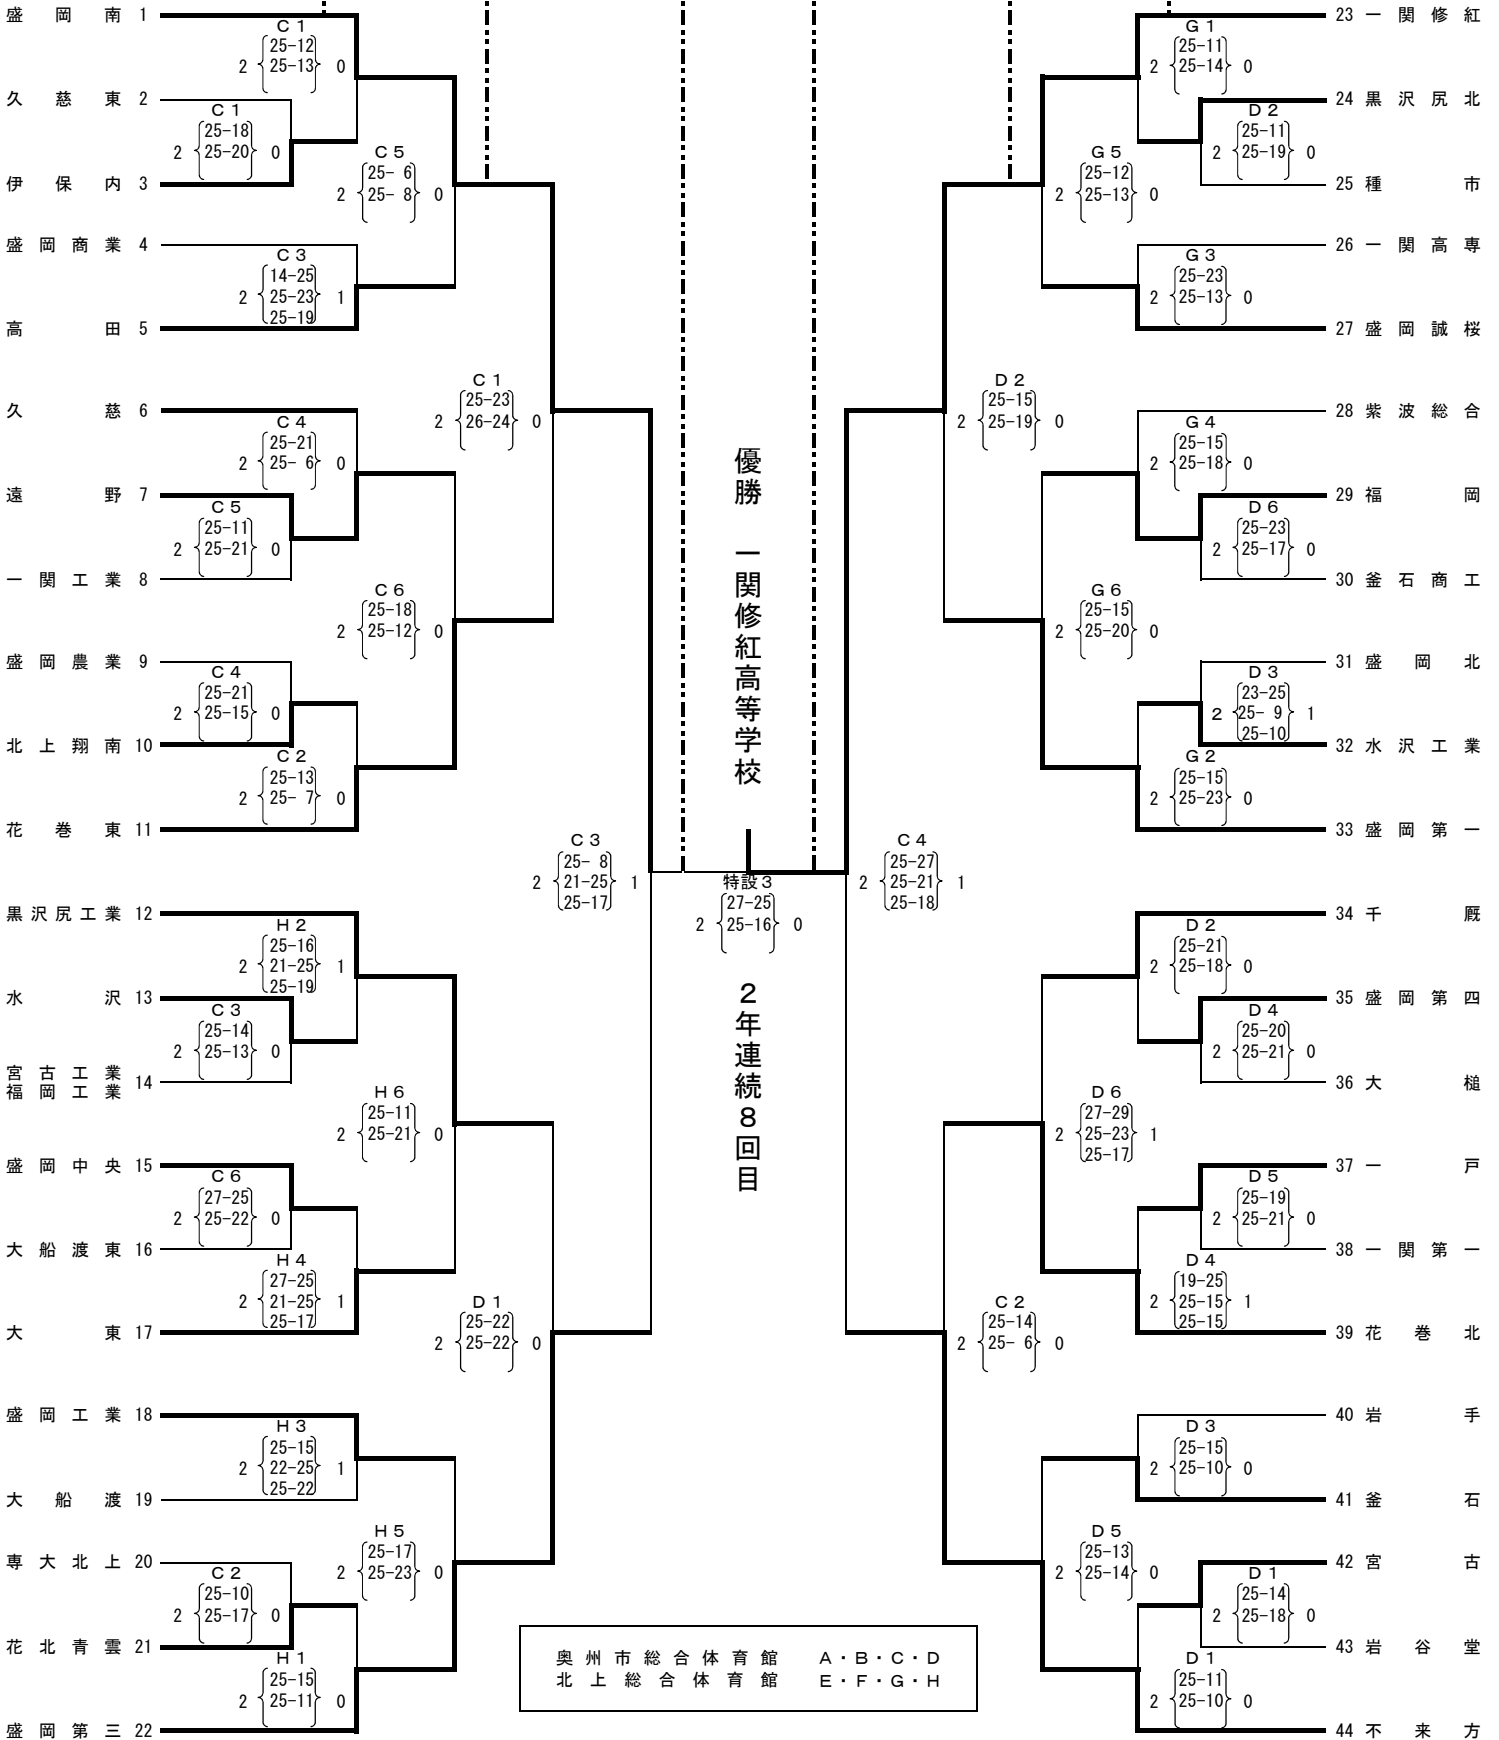 盛岡南 1
C1
25-12
2 25-13 0
久慈東 2
C1
25-18
2 25-20 0
伊保内 3
C5
25- 6
2 25- 8 0
盛岡商業 4
C3
14-25
2 25-23 1
25-19
高田 5
C1
25-23
2 26-24 0
久慈 6
C4
25-21
2 25- 6 0
遠野 7
C5
25-11
2 25-21 0
一関工業 8
C6
25-18
2 25-12 0
盛岡農業 9
C4
25-21
2 25-15 0
北上翔南 10
C2
25-13
2 25- 7 0
花巻東 11
C3
25- 8
2 21-25 1
25-17
黒沢尻工業 12
H2
25-16
2 21-25 1
25-19
水沢 13
C3
25-14
2 25-13 0
宮古工業
福岡工業 14
H6
25-11
2 25-21 0
盛岡中央 15
C6
27-25
2 25-22 0
大船渡東 16
H4
27-25
2 21-25 1
25-17
大東 17
D1
25-22
2 25-22 0
盛岡工業 18
H3
25-15
2 22-25 1
25-22
大船渡 19
H5
25-17
2 25-23 0
専大北上 20
C2
25-10
2 25-17 0
花北青雲 21
H1
25-15
2 25-11 0
盛岡第三 22
優勝 一関修紅高等学校
特設3
27-25
2 25-16 0
2年連続8回目
奥州市総合体育館 A・B・C・D
北上総合体育館 E・F・G・H
23 一関修紅
G1
25-11
2 25-14 0
24 黒沢尻北
D2
25-11
2 25-19 0
25 種市
G5
25-12
2 25-13 0
26 一関高専
G3
25-23
2 25-13 0
27 盛岡誠桜
D2
25-15
2 25-19 0
28 紫波総合
G4
25-15
2 25-18 0
29 福岡
D6
25-23
2 25-17 0
30 釜石商工
G6
25-15
2 25-20 0
31 盛岡北
D3
23-25
2 25- 9 1
25-10
32 水沢工業
G2
25-15
2 25-23 0
33 盛岡第一
C4
25-27
2 25-21 1
25-18
34 千厩
D2
25-21
2 25-18 0
35 盛岡第四
D4
25-20
2 25-21 0
36 大槌
D6
27-29
2 25-23 1
25-17
37 一戸
D5
25-19
2 25-21 0
38 一関第一
D4
19-25
2 25-15 1
25-15
39 花巻北
C2
25-14
2 25- 6 0
40 岩手
D3
25-15
2 25-10 0
41 釜石
D5
25-13
2 25-14 0
42 宮古
D1
25-14
2 25-18 0
43 岩谷堂
D1
25-11
2 25-10 0
44 不来方